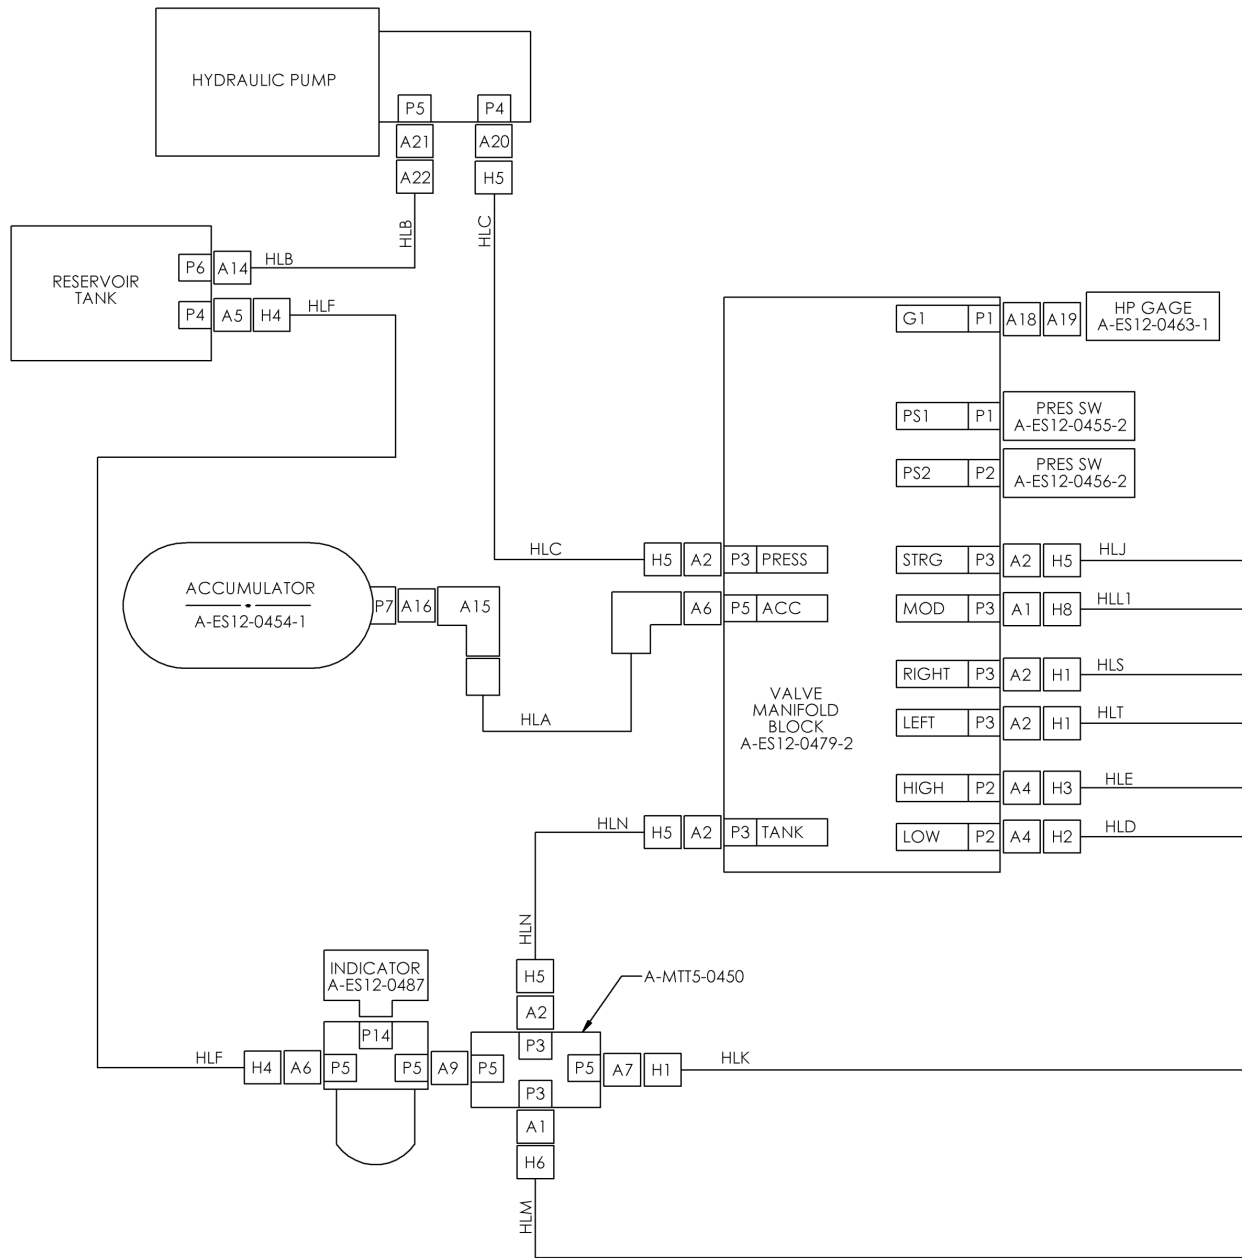 HYDRAULIC PUMP
P5
P4
A21
A20
A22
H5
HLB
HLC
RESERVOIR
TANK
P6
A14
HLB
P4
A5
H4
HLF
G1
P1
A18
A19
HP GAGE
A-ES12-0463-1
PS1
P1
PRES SW
A-ES12-0455-2
PS2
P2
PRES SW
A-ES12-0456-2
HLC
H5
A2
P3
PRESS
STRG
P3
A2
H5
HLJ
ACCUMULATOR
A-ES12-0454-1
P7
A16
A15
A6
P5
ACC
MOD
P3
A1
H8
HLL1
HLA
RIGHT
P3
A2
H1
HLS
VALVE
MANIFOLD
BLOCK
A-ES12-0479-2
LEFT
P3
A2
H1
HLT
HIGH
P2
A4
H3
HLE
HLN
H5
A2
P3
TANK
LOW
P2
A4
H2
HLD
HLN
INDICATOR
A-ES12-0487
H5
A-MTT5-0450
A2
P14
P3
HLF
H4
A6
P5
P5
A9
P5
P5
A7
H1
HLK
P3
A1
H6
HLM